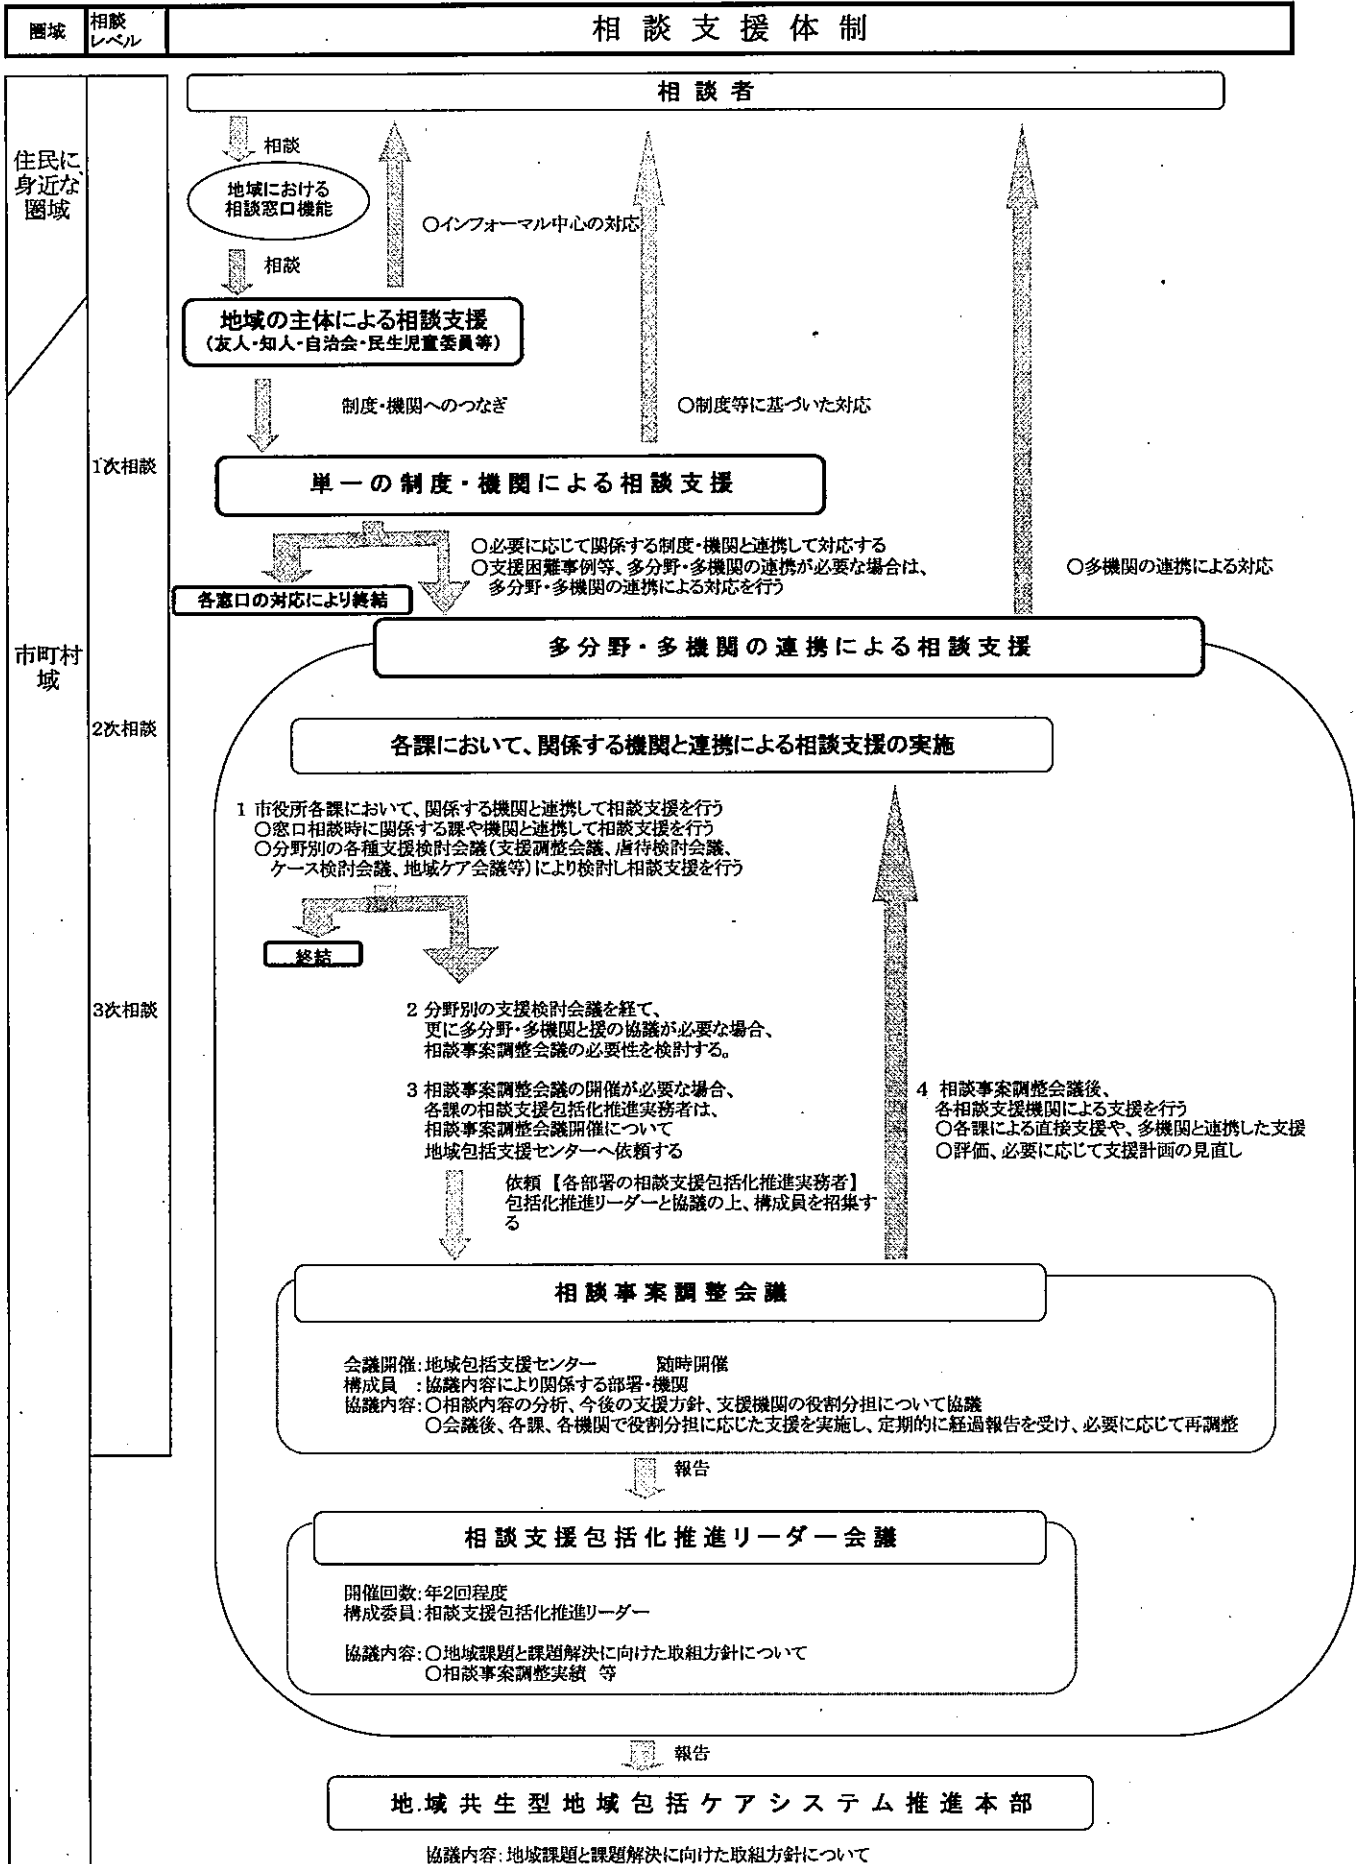 圏域
相談
レベル
相談支援体制
相談者
住民に
身近な
圏域
相談
地域における
相談窓口機能
○インフォーマル中心の対応
相談
地域の主体による相談支援
(友人・知人・自治会・民生児童委員等)
制度・機関へのつなぎ
○制度等に基づいた対応
1次相談
単一の制度・機関による相談支援
○必要に応じて関係する制度・機関と連携して対応する
○支援困難事例等、多分野・多機関の連携が必要な場合は、
多分野・多機関の連携による対応を行う
○多機関の連携による対応
各窓口の対応により終結
市町村
域
多分野・多機関の連携による相談支援
2次相談
各課において、関係する機関と連携による相談支援の実施
1 市役所各課において、関係する機関と連携して相談支援を行う
○窓口相談時に関係する課や機関と連携して相談支援を行う
○分野別の各種支援検討会議(支援調整会議、虐待検討会議、
ケース検討会議、地域ケア会議等)により検討し相談支援を行う
終結
3次相談
2 分野別の支援検討会議を経て、
更に多分野・多機関と援の協議が必要な場合、
相談事案調整会議の必要性を検討する。
3 相談事案調整会議の開催が必要な場合、
各課の相談支援包括化推進実務者は、
相談事案調整会議開催について
地域包括支援センターへ依頼する
4 相談事案調整会議後、
各相談支援機関による支援を行う
○各課による直接支援や、多機関と連携した支援
○評価、必要に応じて支援計画の見直し
依頼 【各部署の相談支援包括化推進実務者】
包括化推進リーダーと協議の上、構成員を招集す
る
相談事案調整会議
会議開催:地域包括支援センター 随時開催
構成員 :協議内容により関係する部署・機関
協議内容:○相談内容の分析、今後の支援方針、支援機関の役割分担について協議
○会議後、各課、各機関で役割分担に応じた支援を実施し、定期的に経過報告を受け、必要に応じて再調整
報告
相談支援包括化推進リーダー会議
開催回数:年2回程度
構成委員:相談支援包括化推進リーダー
協議内容:○地域課題と課題解決に向けた取組方針について
○相談事案調整実績 等
報告
地域共生型地域包括ケアシステム推進本部
協議内容:地域課題と課題解決に向けた取組方針について